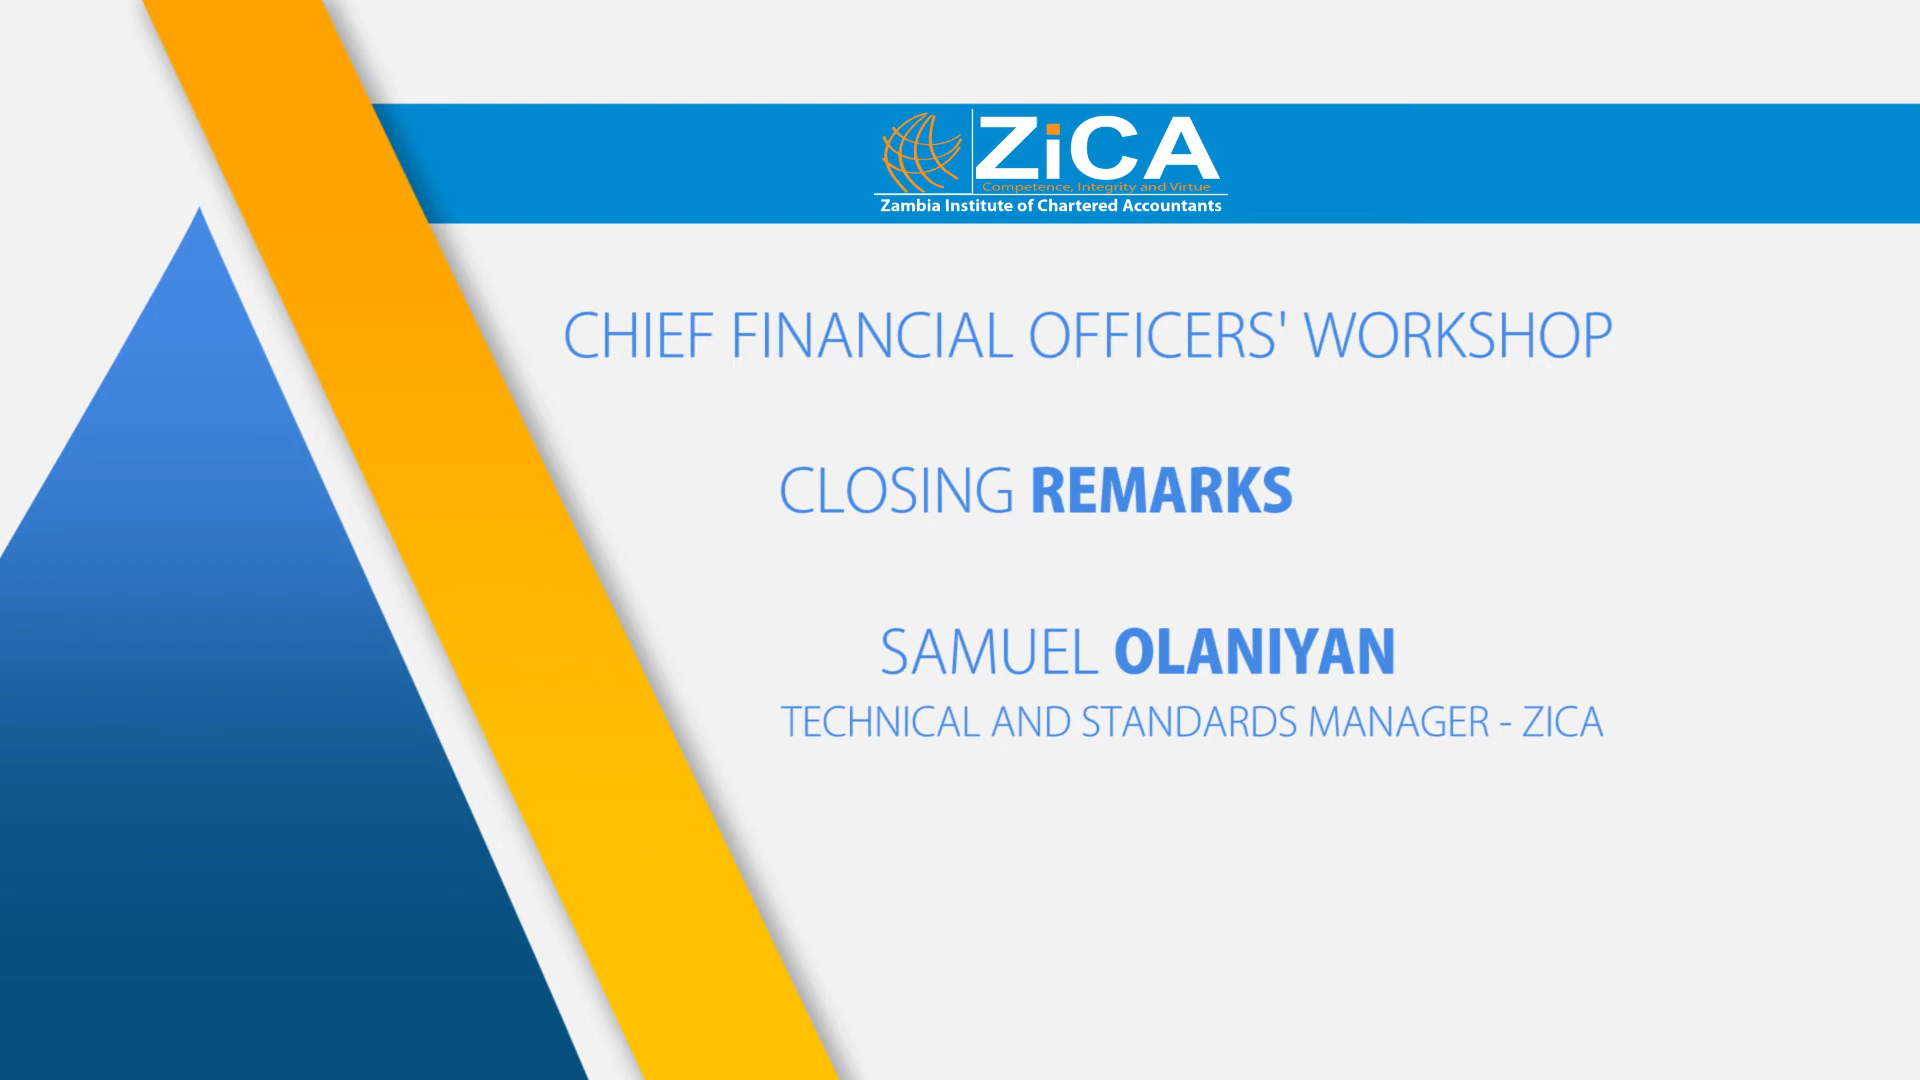 ZiCA
Competence, Integrity and Virtue
Zambia Institute of Chartered Accountants
CHIEF FINANCIAL OFFICERS' WORKSHOP
CLOSING REMARKS
SAMUEL OLANIYAN
TECHNICAL AND STANDARDS MANAGER - ZICA